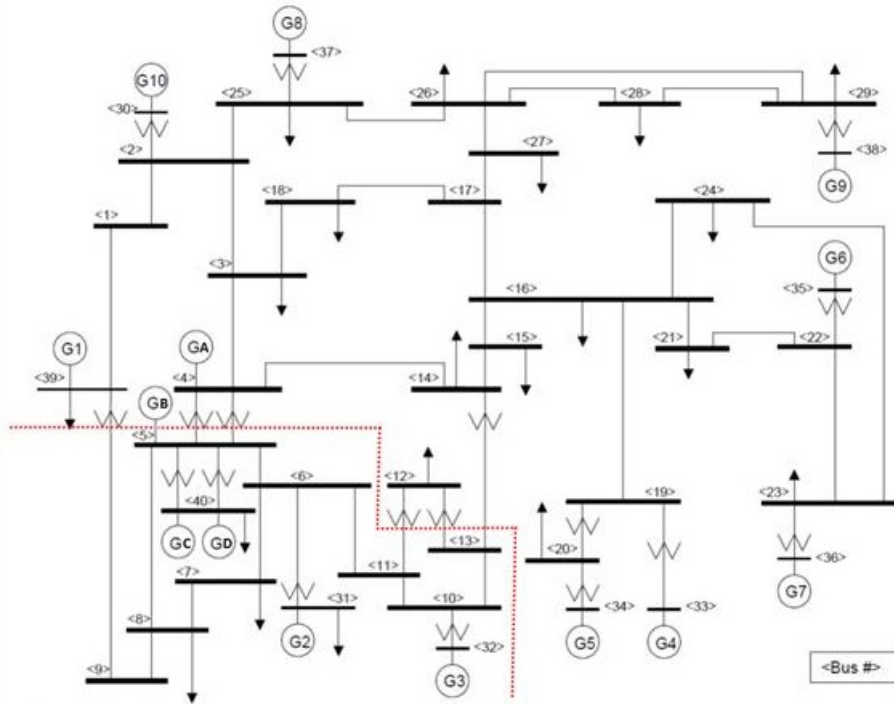 G8
<37>
G10
<30>
<25>
<26>
<28>
<29>
<2>
<27>
<38>
G9
<18>
<17>
<24>
<1>
<3>
G6
<16>
<35>
<15>
<21>
<22>
G1
GA
<39>
<4>
<14>
GB
<5>
<6>
<12>
<40>
<19>
<23>
GC
GD
<13>
<20>
<36>
<7>
<11>
G7
<10>
<31>
<34>
<33>
<8>
G2
<32>
G5
G4
<9>
G3
<Bus #>